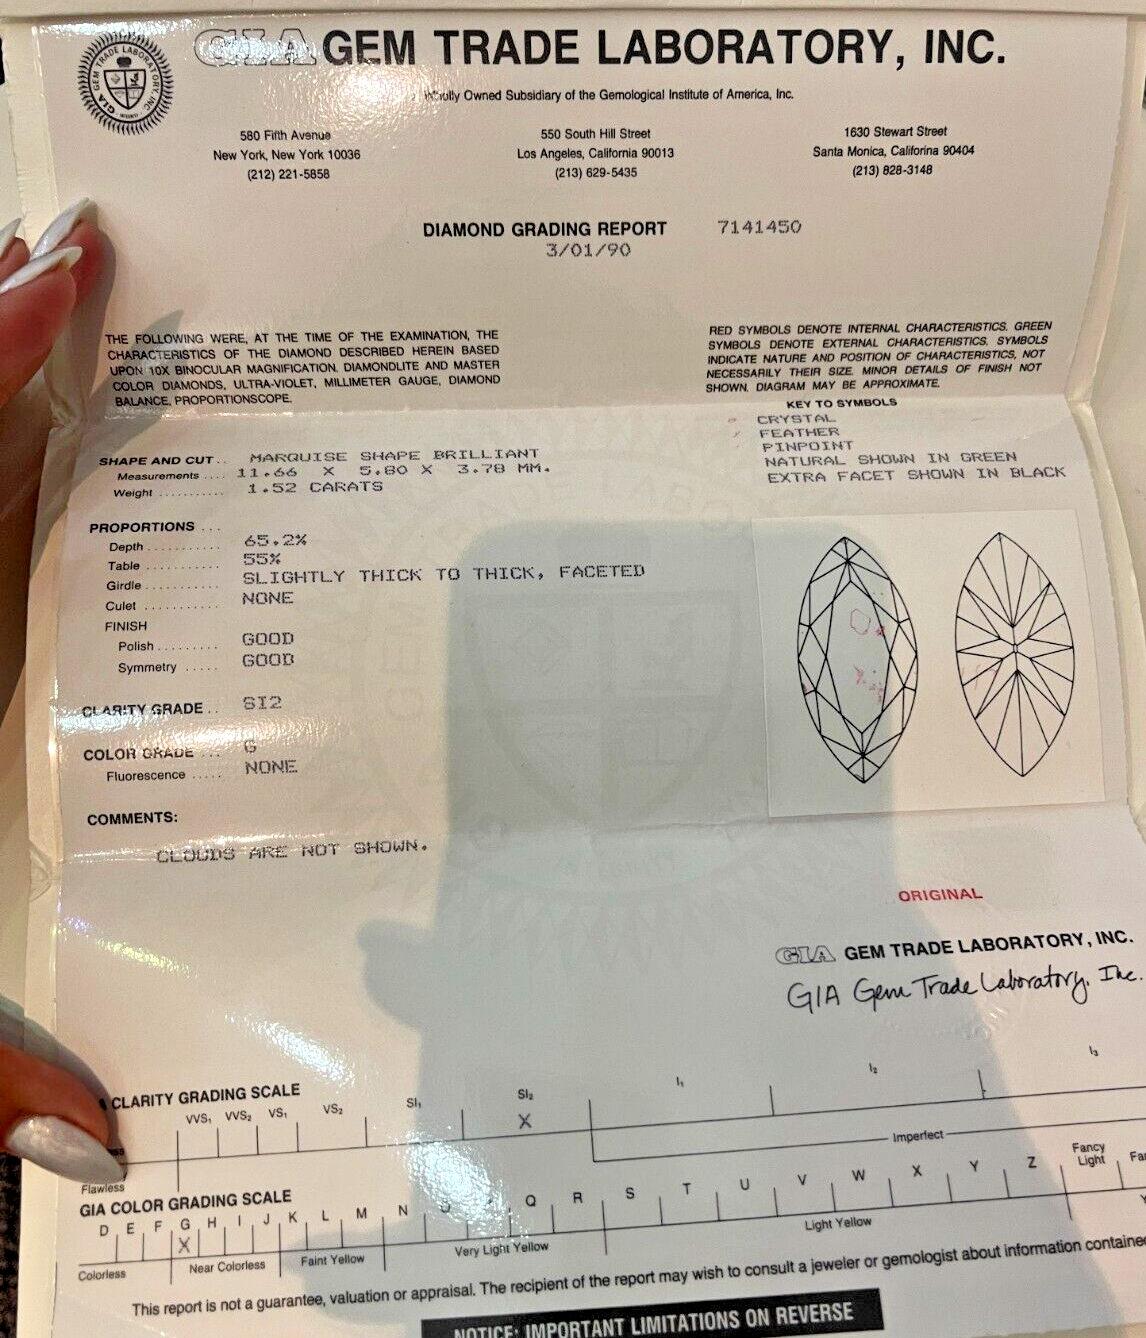 GIA GEM TRADE LABORATORY, INC.
Wholly Owned Subsidiary of the Gemological Institute of America, Inc.
580 Fifth Avenue
New York, New York 10036
(212) 221-5858
550 South Hill Street
Los Angeles, California 90013
(213) 629-5435
1630 Stewart Street
Santa Monica, Califorina 90404
(213) 828-3148
DIAMOND GRADING REPORT 7141450
3/01/90
THE FOLLOWING WERE, AT THE TIME OF THE EXAMINATION, THE
CHARACTERISTICS OF THE DIAMOND DESCRIBED HEREIN BASED
UPON 10X BINOCULAR MAGNIFICATION. DIAMONDLITE AND MASTER
COLOR DIAMONDS, ULTRA-VIOLET, MILLIMETER GAUGE, DIAMOND
BALANCE, PROPORTIONSCOPE.
RED SYMBOLS DENOTE INTERNAL CHARACTERISTICS. GREEN
SYMBOLS DENOTE EXTERNAL CHARACTERISTICS. SYMBOLS
INDICATE NATURE AND POSITION OF CHARACTERISTICS, NOT
NECESSARILY THEIR SIZE. MINOR DETAILS OF FINISH NOT
SHOWN. DIAGRAM MAY BE APPROXIMATE.
KEY TO SYMBOLS
CRYSTAL
FEATHER
PINPOINT
NATURAL SHOWN IN GREEN
EXTRA FACET SHOWN IN BLACK
SHAPE AND CUT .. MARQUISE SHAPE BRILLIANT
Measurements .... 11.66 X 5.80 X 3.78 MM.
Weight ........... 1.52 CARATS
PROPORTIONS ...
Depth ........... 65.2%
Table ........... 55%
Girdle ........... SLIGHTLY THICK TO THICK, FACETED
Culet ........... NONE
FINISH
Polish ......... GOOD
Symmetry ..... GOOD
CLARITY GRADE .. SI2
COLOR GRADE ... G
Fluorescence ..... NONE
COMMENTS:
CLOUDS ARE NOT SHOWN.
ORIGINAL
GIA GEM TRADE LABORATORY, INC.
GIA Gem Trade Laboratory, Inc.
CLARITY GRADING SCALE
VVS₁ VVS₂ VS₁ VS₂ SI₁ SI₂ I₁ I₂ I₃
X
Flawless
Imperfect
GIA COLOR GRADING SCALE
D E F G H I J K L M N O Q R S T U V W X Y Z Fancy Light
X
Colorless Near Colorless Faint Yellow Very Light Yellow Light Yellow
This report is not a guarantee, valuation or appraisal. The recipient of the report may wish to consult a jeweler or gemologist about information
NOTICE: IMPORTANT LIMITATIONS ON REVERSE